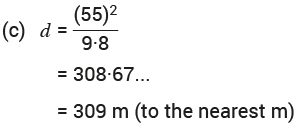 (c) d = (55)²
9·8
= 308·67...
= 309 m (to the nearest m)